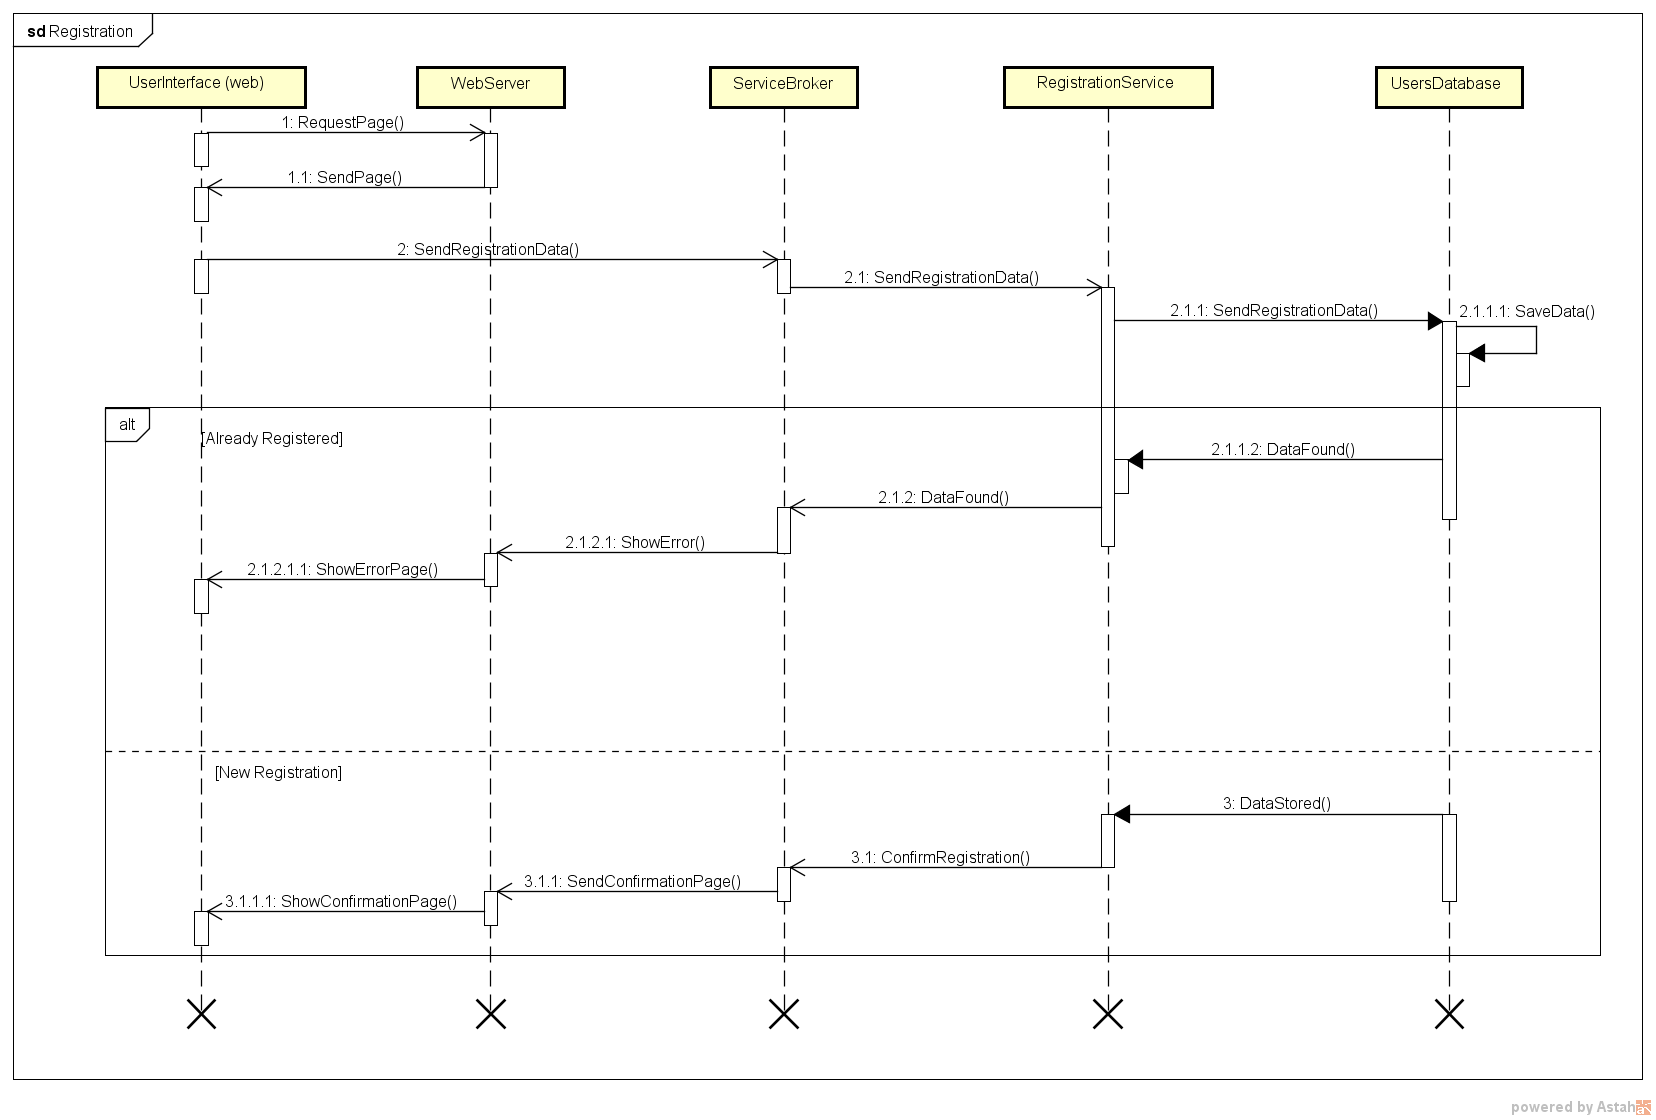 sd Registration
UserInterface (web)
WebServer
ServiceBroker
RegistrationService
UsersDatabase
1: RequestPage()
1.1: SendPage()
2: SendRegistrationData()
2.1: SendRegistrationData()
2.1.1: SendRegistrationData()
2.1.1.1: SaveData()
alt
[Already Registered]
2.1.1.2: DataFound()
2.1.2: DataFound()
2.1.2.1: ShowError()
2.1.2.1.1: ShowErrorPage()
[New Registration]
3: DataStored()
3.1: ConfirmRegistration()
3.1.1: SendConfirmationPage()
3.1.1.1: ShowConfirmationPage()
powered by Astah